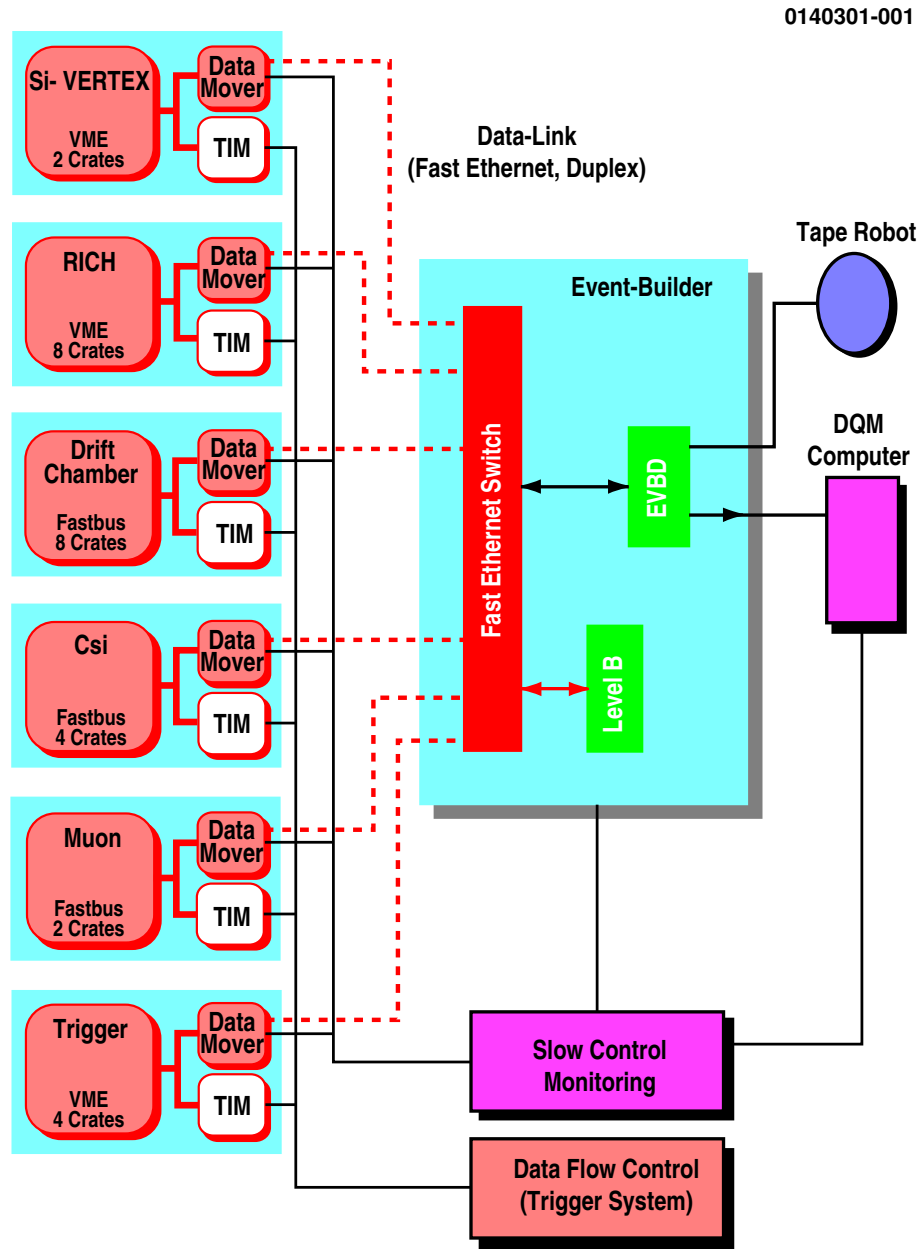 0140301-001
Si- VERTEX
VME
2 Crates
Data
Mover
TIM
Data-Link
(Fast Ethernet, Duplex)
RICH
VME
8 Crates
Data
Mover
TIM
Event-Builder
Tape Robot
Drift
Chamber
Fastbus
8 Crates
Data
Mover
TIM
Fast Ethernet Switch
EVBD
DQM
Computer
Csi
Fastbus
4 Crates
Data
Mover
TIM
Level B
Muon
Fastbus
2 Crates
Data
Mover
TIM
Trigger
VME
4 Crates
Data
Mover
TIM
Slow Control
Monitoring
Data Flow Control
(Trigger System)